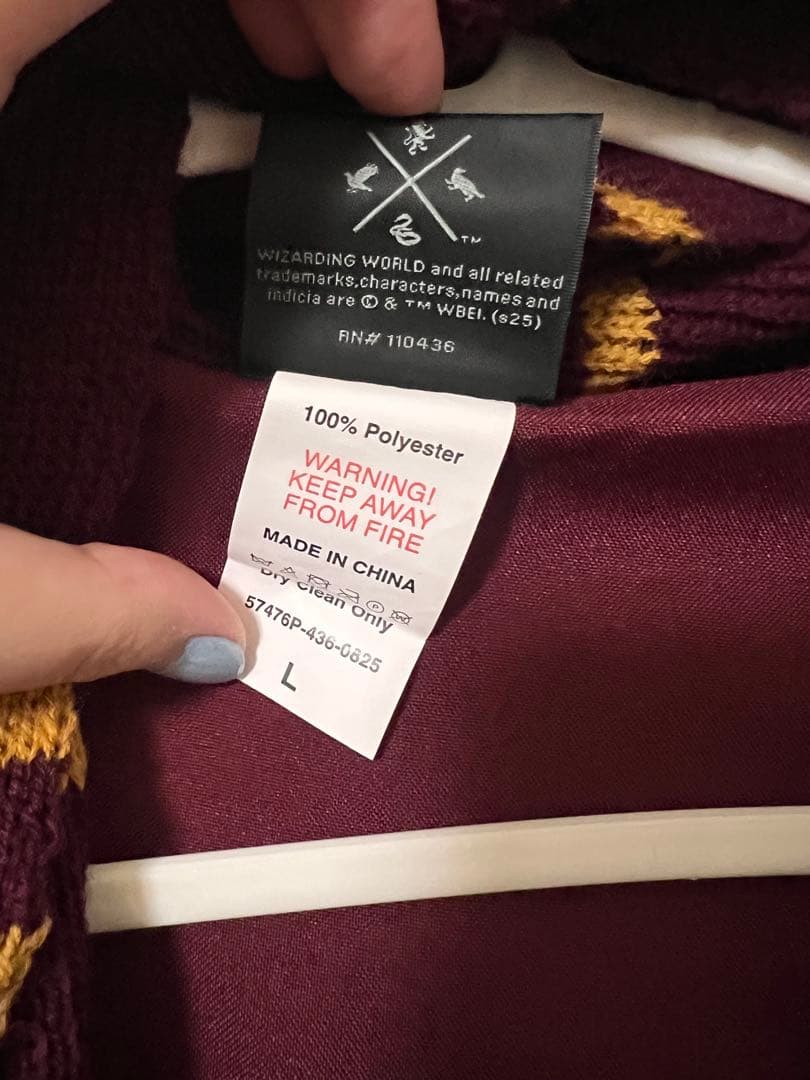 TM
WIZARDING WORLD and all related
trademarks,characters,names and
indicia are © & ™ WBEI. (s25)
RN# 110436
100% Polyester
WARNING!
KEEP AWAY
FROM FIRE
MADE IN CHINA
Dry Clean Only
57476P-436-0825
L